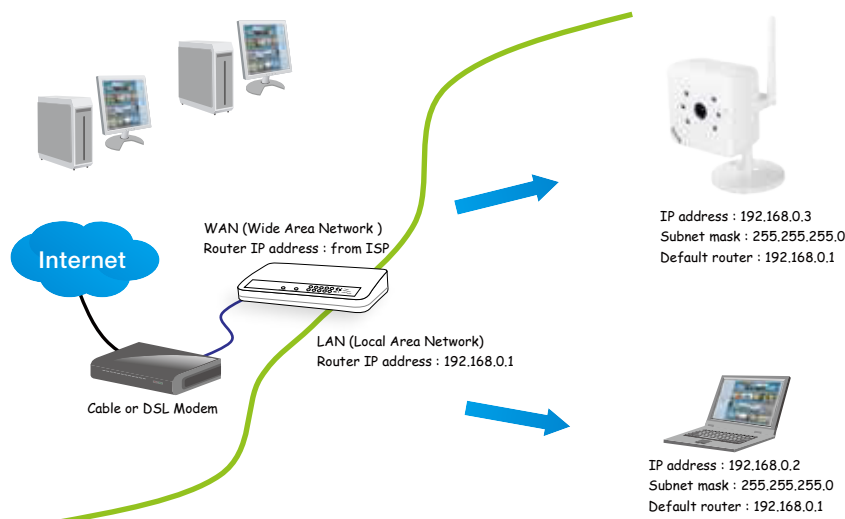 WAN (Wide Area Network )
Router IP address : from ISP
Internet
LAN (Local Area Network)
Router IP address : 192.168.0.1
Cable or DSL Modem
IP address : 192.168.0.3
Subnet mask : 255.255.255.0
Default router : 192.168.0.1
IP address : 192.168.0.2
Subnet mask : 255.255.255.0
Default router : 192.168.0.1